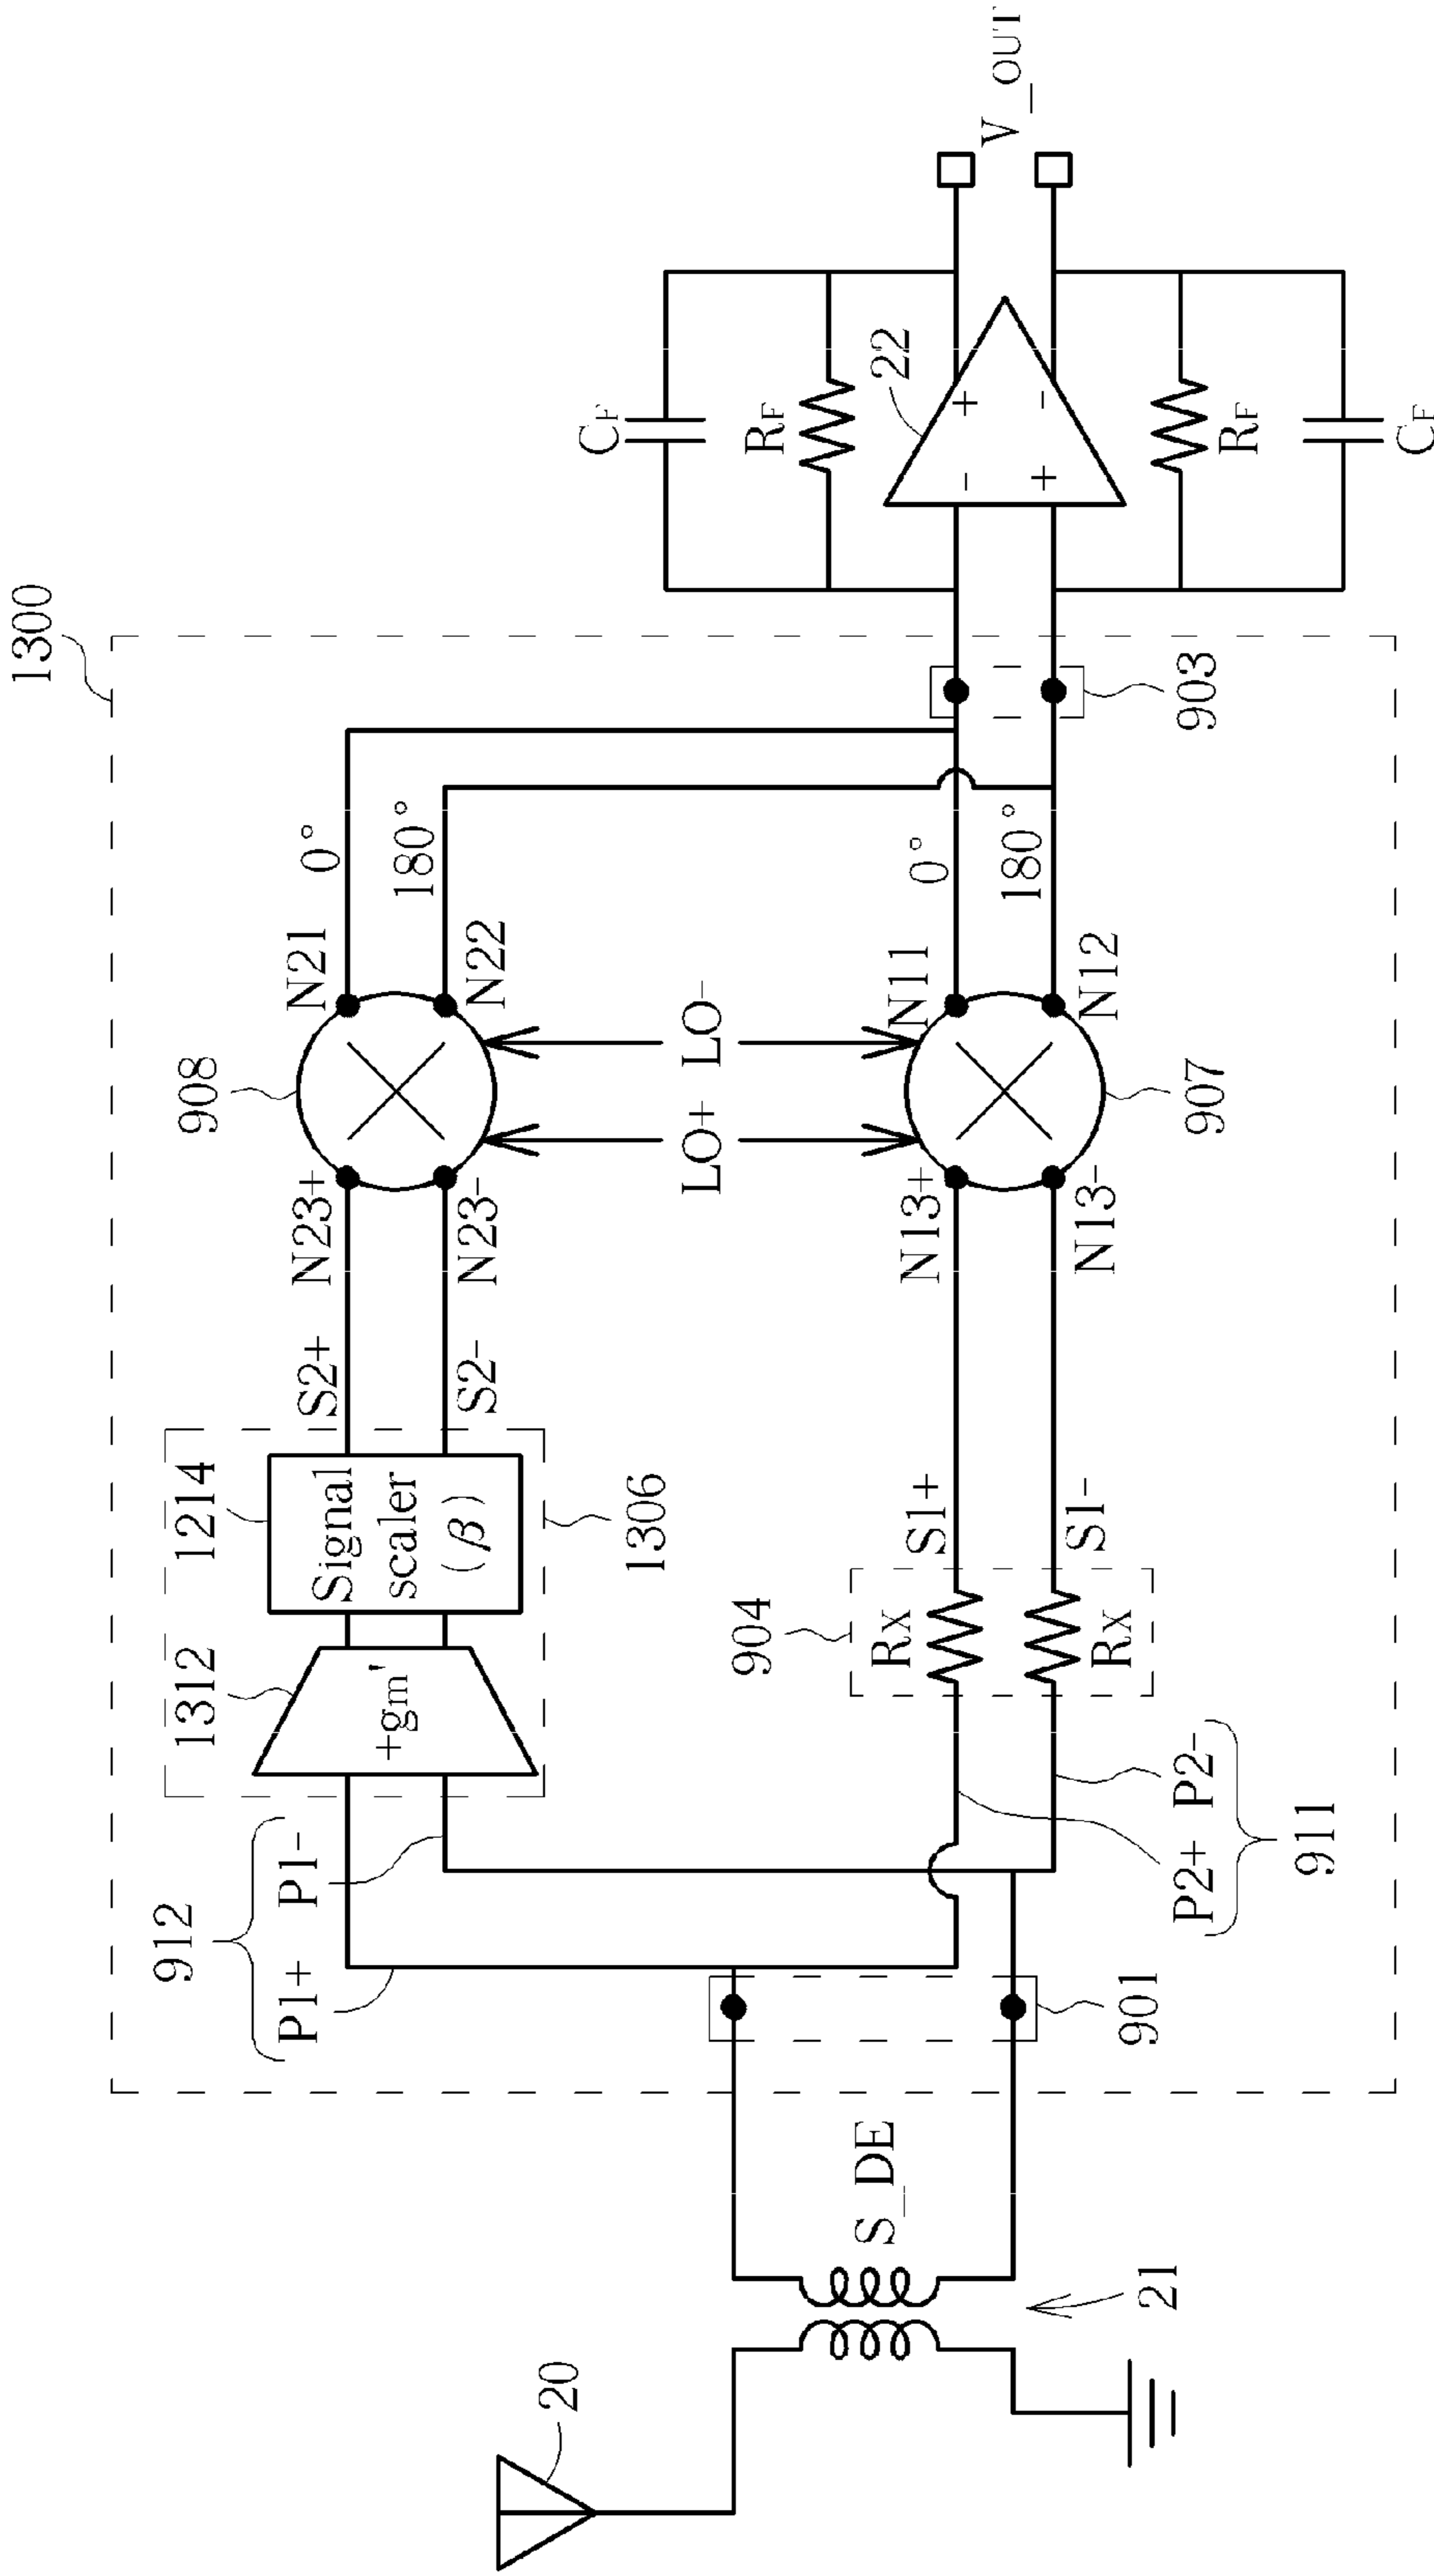 1300
908
N21
0°
N23+
S2+
1214
Signal
scaler
(β)
1312
+gm'
912
P1+
P1-
180°
N22
N23-
S2-
1306
CF
RF
22
V_OUT
LO+
LO-
904
RX
S1+
N13+
N11
0°
20
S_DE
-
+
+
-
RX
S1-
N13-
N12
180°
903
907
P2+
P2-
911
901
21
RF
CF